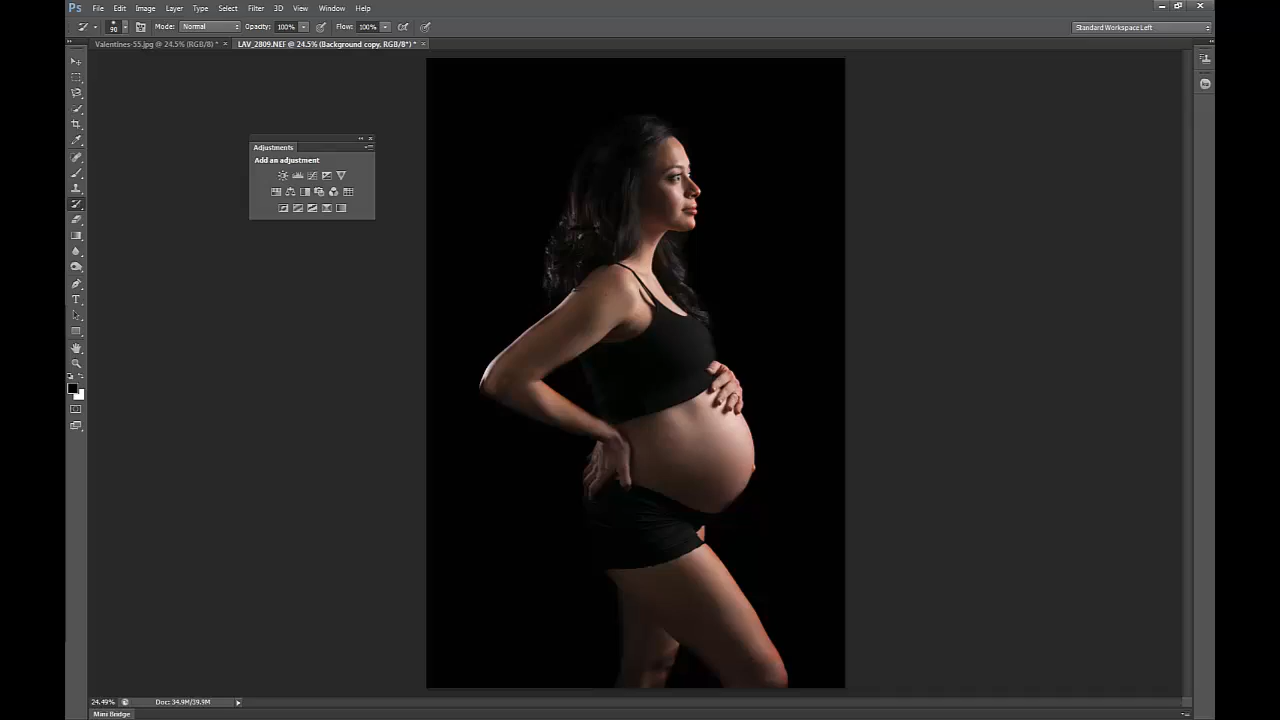 Ps File Edit Image Layer Type Select Filter 3D View Window Help
90 Mode: Normal Opacity: 100% Flow: 100% Standard Workspace Left
Valentines-55.jpg @ 24.5% (RGB/8) * × LAV_2809.NEF @ 24.5% (Background copy, RGB/8*) * ×
Adjustments
Add an adjustment
24.49% Doc: 34.9M/39.9M
Mini Bridge